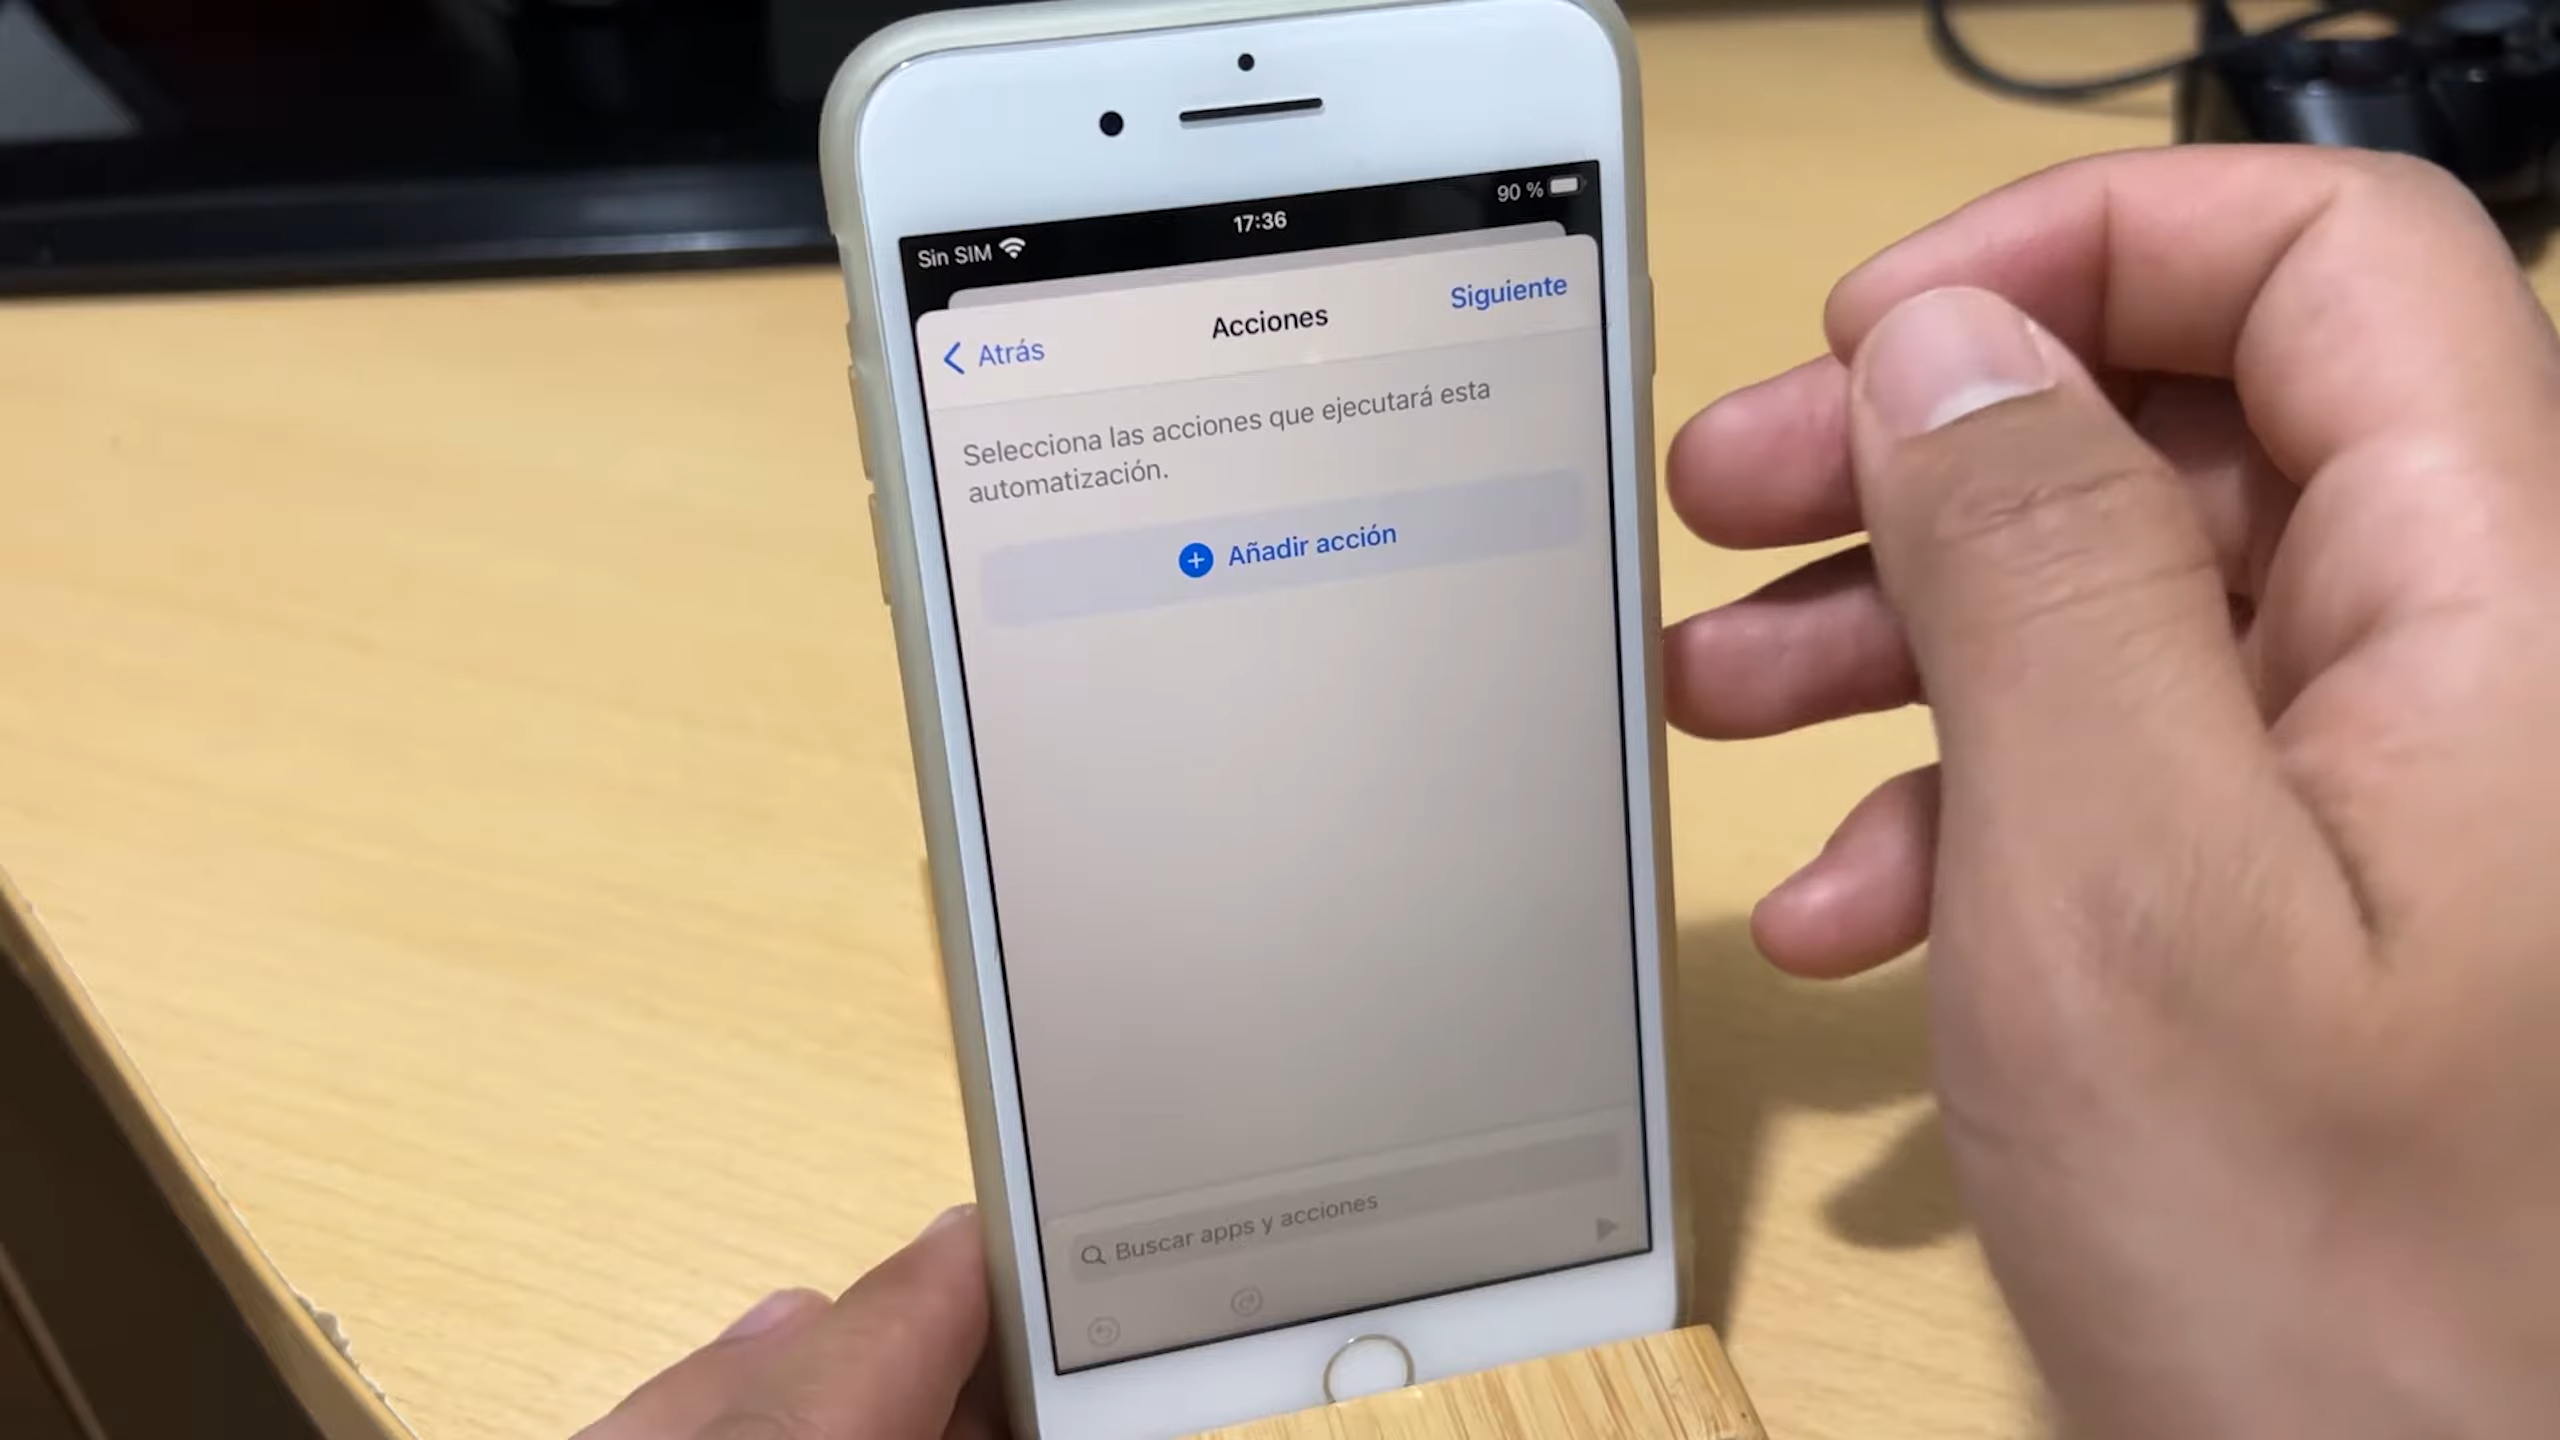 Sin SIM
17:36
90 %
Atrás
Acciones
Siguiente
Selecciona las acciones que ejecutará esta
automatización.
Añadir acción
Buscar apps y acciones